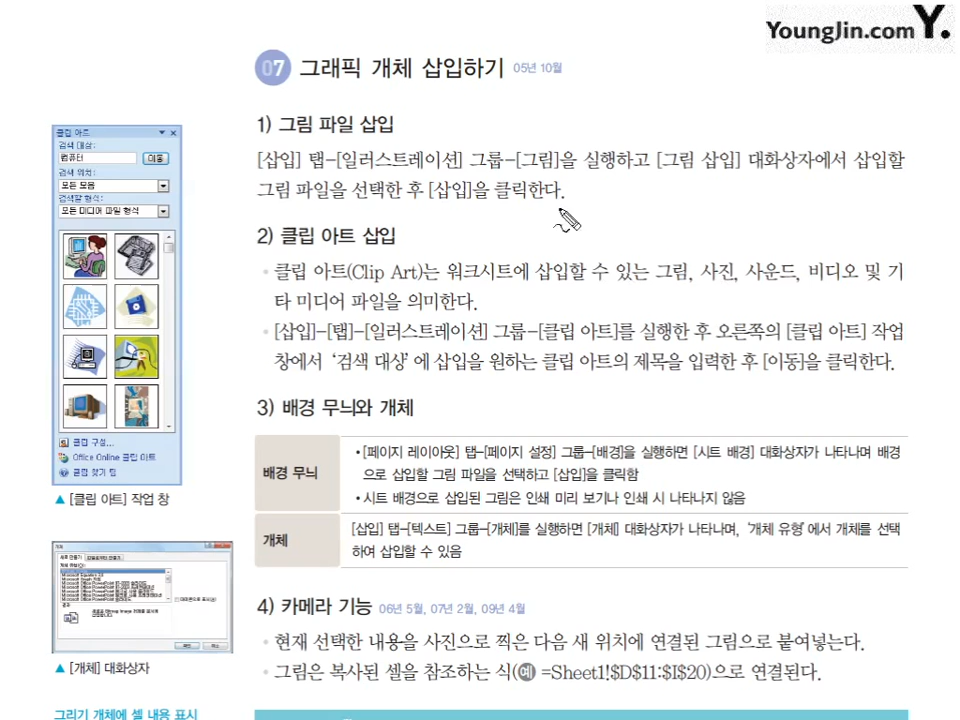 YoungJin.com Y.
07 그래픽 개체 삽입하기 05년 10월
1) 그림 파일 삽입
[삽입] 탭-[일러스트레이션] 그룹-[그림]을 실행하고 [그림 삽입] 대화상자에서 삽입할
그림 파일을 선택한 후 [삽입]을 클릭한다.
2) 클립 아트 삽입
• 클립 아트(Clip Art)는 워크시트에 삽입할 수 있는 그림, 사진, 사운드, 비디오 및 기
타 미디어 파일을 의미한다.
• [삽입]-[탭]-[일러스트레이션] 그룹-[클립 아트]를 실행한 후 오른쪽의 [클립 아트] 작업
창에서 ‘검색 대상’에 삽입을 원하는 클립 아트의 제목을 입력한 후 [이동]을 클릭한다.
3) 배경 무늬와 개체
배경 무늬
• [페이지 레이아웃] 탭-[페이지 설정] 그룹-[배경]을 실행하면 [시트 배경] 대화상자가 나타나며 배경
으로 삽입할 그림 파일을 선택하고 [삽입]을 클릭함
• 시트 배경으로 삽입된 그림은 인쇄 미리 보기나 인쇄 시 나타나지 않음
개체
[삽입] 탭-[텍스트] 그룹-[개체]를 실행하면 [개체] 대화상자가 나타나며, ‘개체 유형’에서 개체를 선택
하여 삽입할 수 있음
4) 카메라 기능 06년 5월, 07년 2월, 09년 4월
• 현재 선택한 내용을 사진으로 찍은 다음 새 위치에 연결된 그림으로 붙여넣는다.
• 그림은 복사된 셀을 참조하는 식(예 =Sheet1!$D$11:$I$20)으로 연결된다.
클립 아트
검색 대상:
컴퓨터 이동
검색 위치:
모든 모음
검색할 형식:
모든 미디어 파일 형식
클립 구성...
Office Online 클립 아트
클립 찾기 팁
▲ [클립 아트] 작업 창
개체
▲ [개체] 대화상자
그리기 개체에 셀 내용 표시